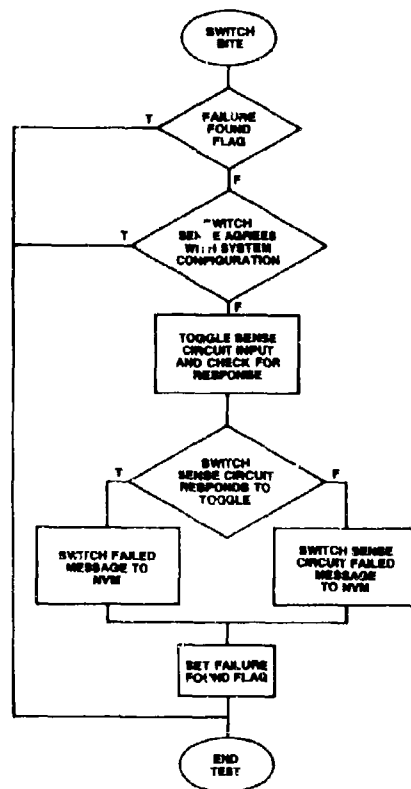 SWITCH
BITE
FAILURE
FOUND
FLAG
T
F
SWITCH
SENSE AGREES
WITH SYSTEM
CONFIGURATION
T
F
TOGGLE SENSE
CIRCUIT INPUT
AND CHECK FOR
RESPONSE
SWITCH
SENSE CIRCUIT
RESPONDS TO
TOGGLE
T
F
SWITCH FAILED
MESSAGE TO
NVM
SWITCH SENSE
CIRCUIT FAILED
MESSAGE
TO NVM
SET FAILURE
FOUND FLAG
END
TEST